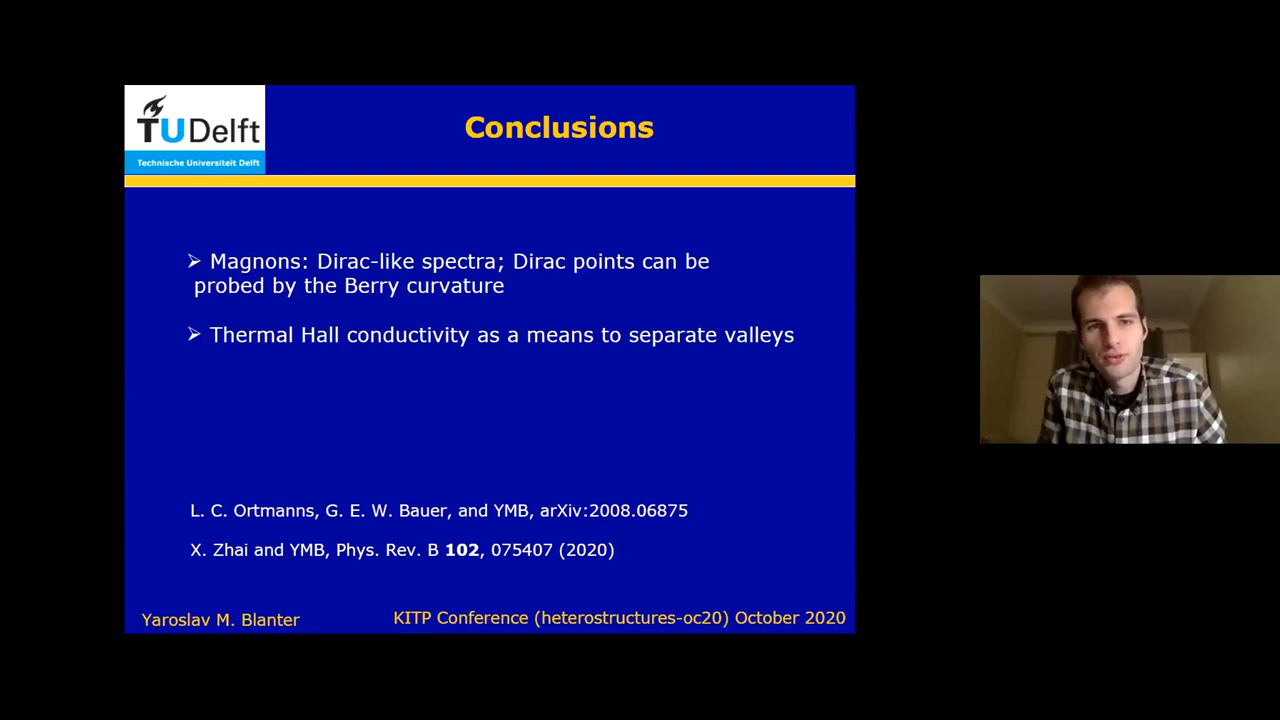 TUDelft
Technische Universiteit Delft
Conclusions
➢ Magnons: Dirac-like spectra; Dirac points can be
probed by the Berry curvature
➢ Thermal Hall conductivity as a means to separate valleys
L. C. Ortmanns, G. E. W. Bauer, and YMB, arXiv:2008.06875
X. Zhai and YMB, Phys. Rev. B 102, 075407 (2020)
Yaroslav M. Blanter
KITP Conference (heterostructures-oc20) October 2020